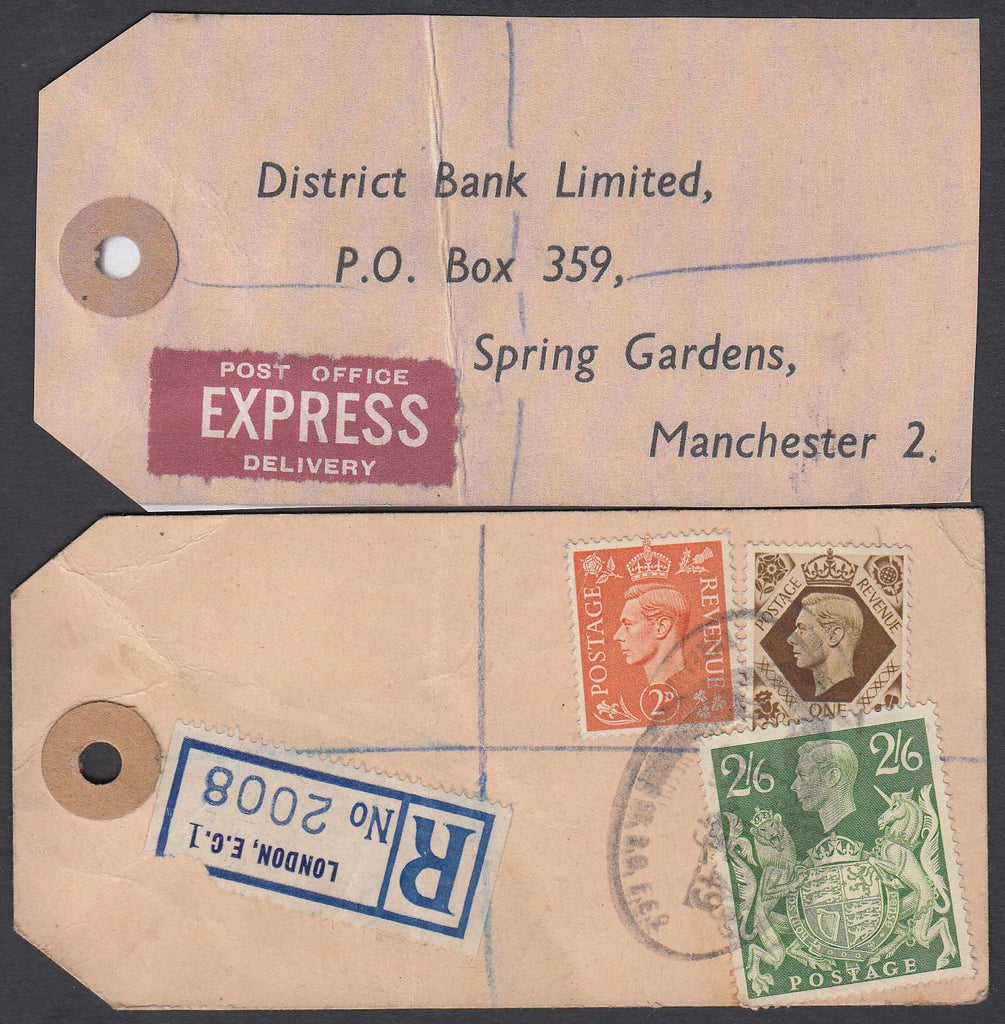 District Bank Limited,
P.O. Box 359,
Spring Gardens,
Manchester 2.
POST OFFICE
EXPRESS
DELIVERY
POSTAGE
REVENUE
2D
POSTAGE
REVENUE
ONE
2/6
2/6
POSTAGE
R
LONDON, E.C.1
No 2008